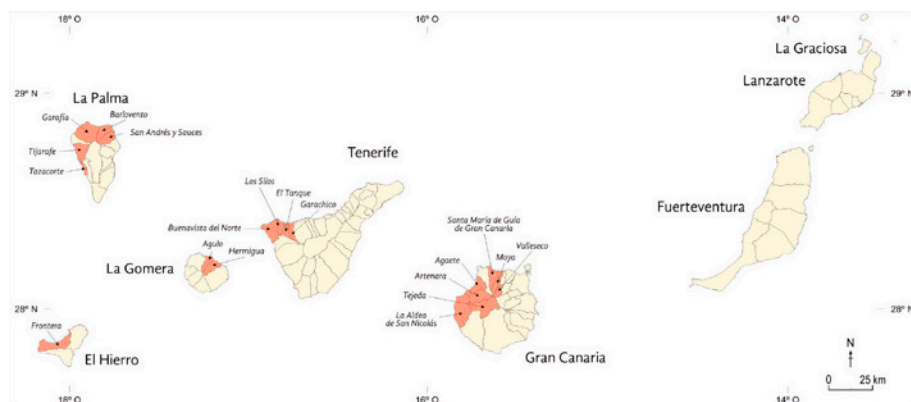 18° O
16° O
14° O
La Graciosa
Lanzarote
29° N
29° N
La Palma
Garafía
Barlovento
San Andrés y Sauces
Tijarafe
Tazacorte
Tenerife
Los Silos
El Tanque
Garachico
Buenavista del Norte
Fuerteventura
Santa María de Guía
de Gran Canaria
Valleseco
Moya
Agaete
Artenara
Tejeda
La Aldea
de San Nicolás
Agulo
Hermigua
La Gomera
28° N
28° N
Frontera
El Hierro
Gran Canaria
N
0 25 km
18° O
16° O
14° O